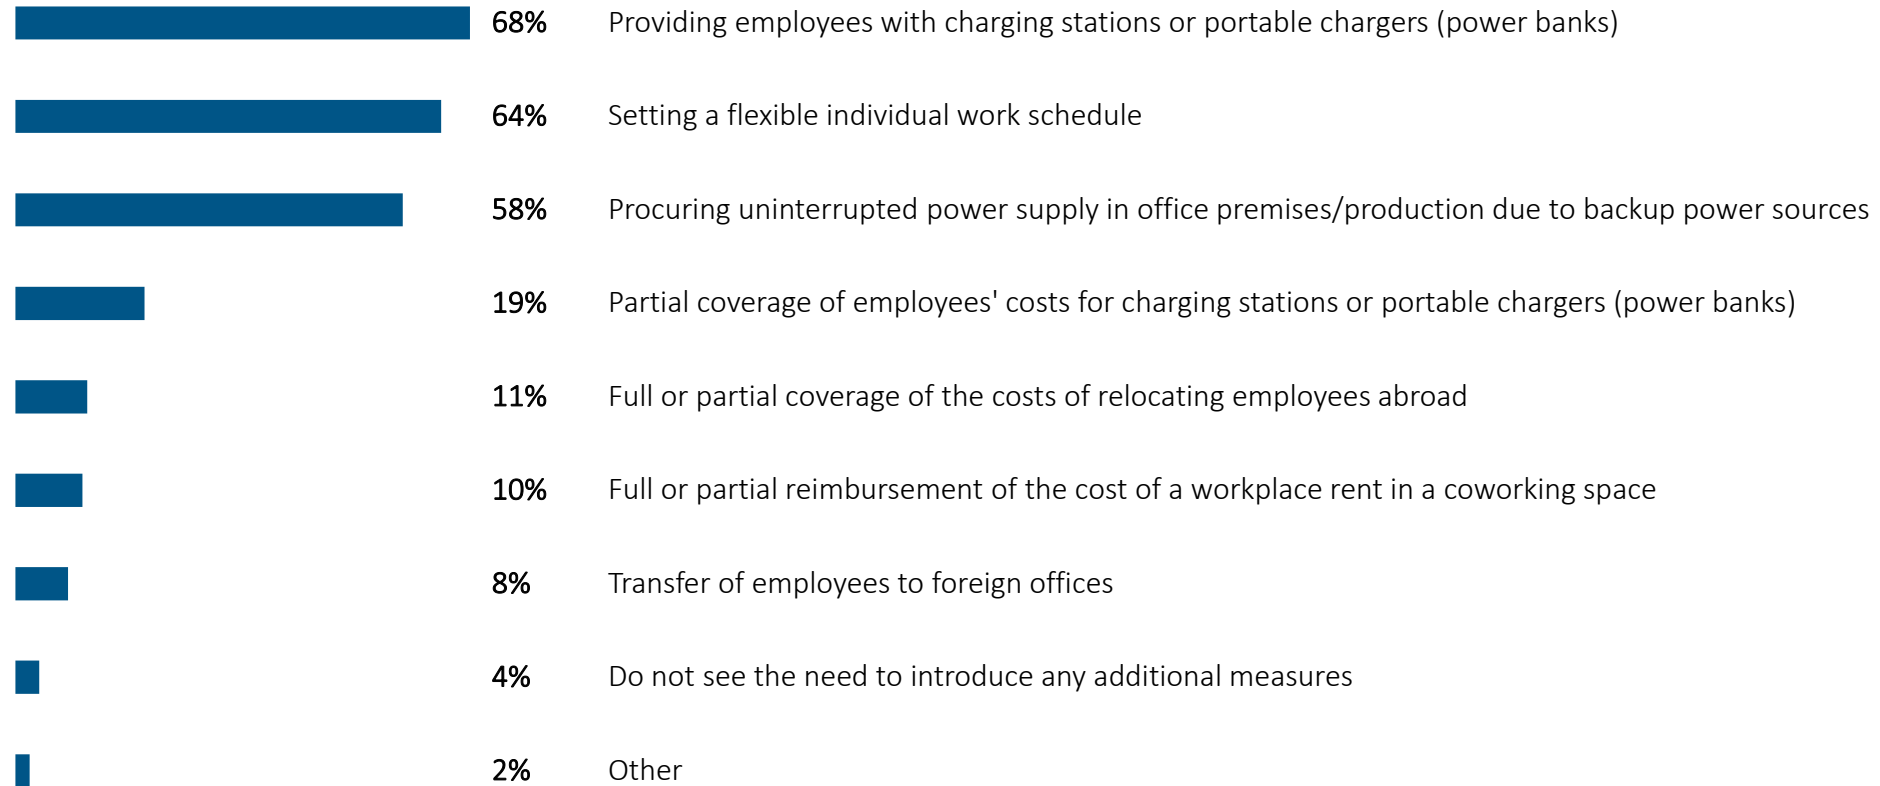 68% Providing employees with charging stations or portable chargers (power banks)
64% Setting a flexible individual work schedule
58% Procuring uninterrupted power supply in office premises/production due to backup power sources
19% Partial coverage of employees' costs for charging stations or portable chargers (power banks)
11% Full or partial coverage of the costs of relocating employees abroad
10% Full or partial reimbursement of the cost of a workplace rent in a coworking space
8% Transfer of employees to foreign offices
4% Do not see the need to introduce any additional measures
2% Other